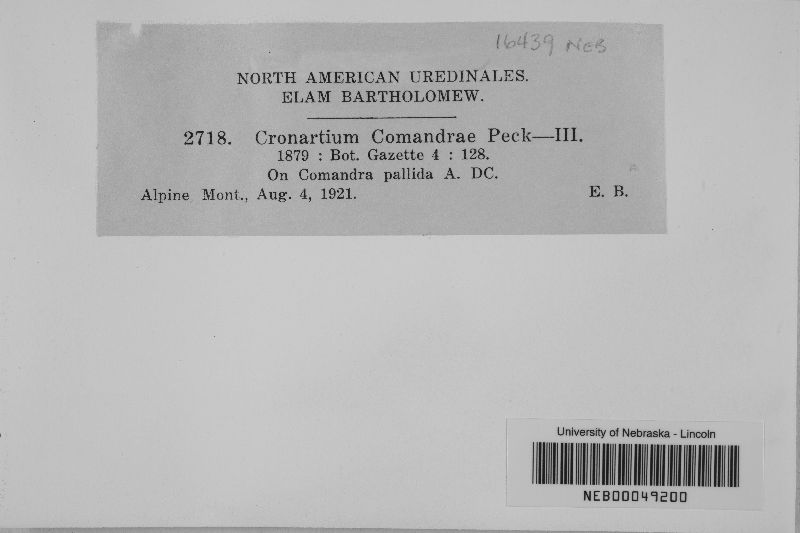 16439 NEB
NORTH AMERICAN UREDINALES.
ELAM BARTHOLOMEW.
2718. Cronartium Comandrae Peck—III.
1879 : Bot. Gazette 4 : 128.
On Comandra pallida A. DC.
Alpine Mont., Aug. 4, 1921. E. B.
University of Nebraska - Lincoln
NEB00049200